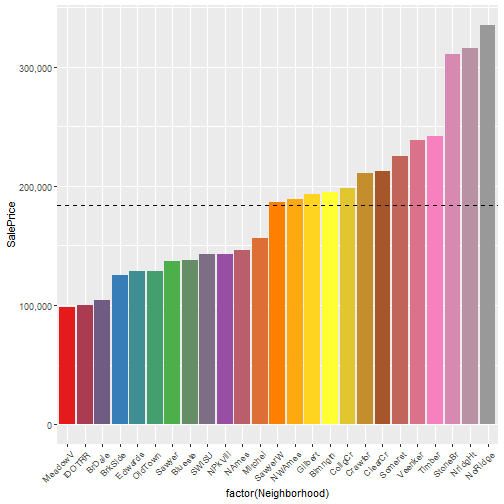 SalePrice
300,000
200,000
100,000
0
MeadowV
IDOTRR
BrDale
BrkSide
Edwards
OldTown
Sawyer
Blueste
SWISU
NPkVill
NAmes
Mitchel
SawyerW
NWAmes
Gilbert
Blmngtn
CollgCr
Crawfor
ClearCr
Somerst
Veenker
Timber
StoneBr
NridgHt
NoRidge
factor(Neighborhood)